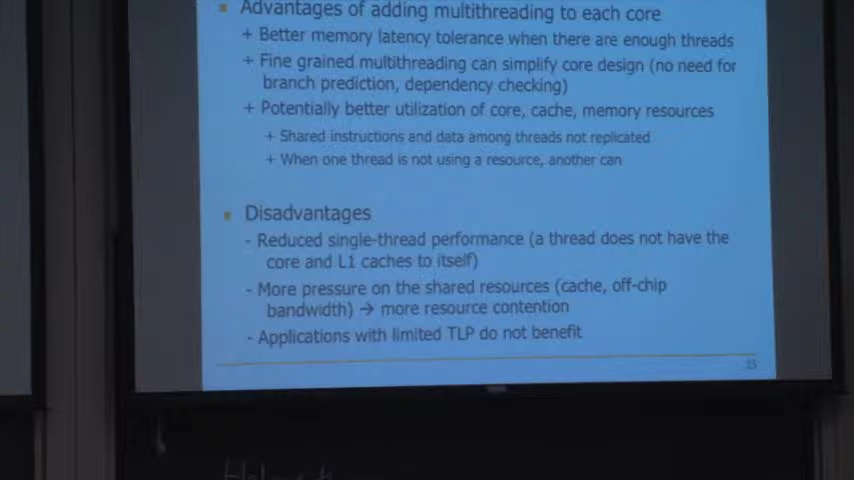 ▪ Advantages of adding multithreading to each core
+ Better memory latency tolerance when there are enough threads
+ Fine grained multithreading can simplify core design (no need for
branch prediction, dependency checking)
+ Potentially better utilization of core, cache, memory resources
+ Shared instructions and data among threads not replicated
+ When one thread is not using a resource, another can
▪ Disadvantages
- Reduced single-thread performance (a thread does not have the
core and L1 caches to itself)
- More pressure on the shared resources (cache, off-chip
bandwidth) → more resource contention
- Applications with limited TLP do not benefit